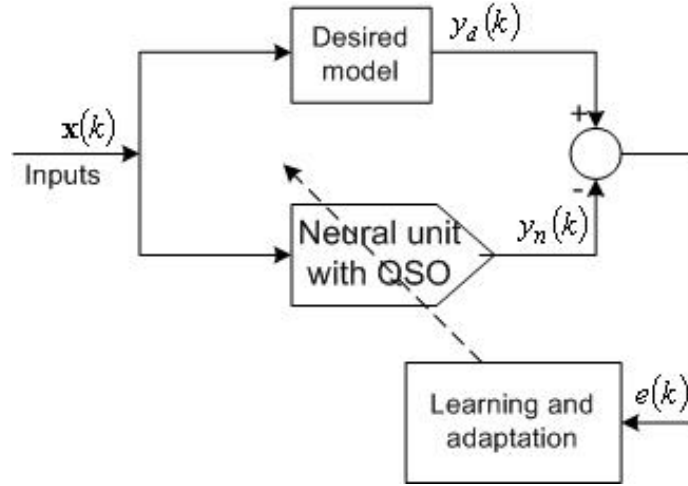 Desired
model
y_d(k)
x(k)
Inputs
+
-
Neural unit
with QSO
y_n(k)
Learning and
adaptation
e(k)